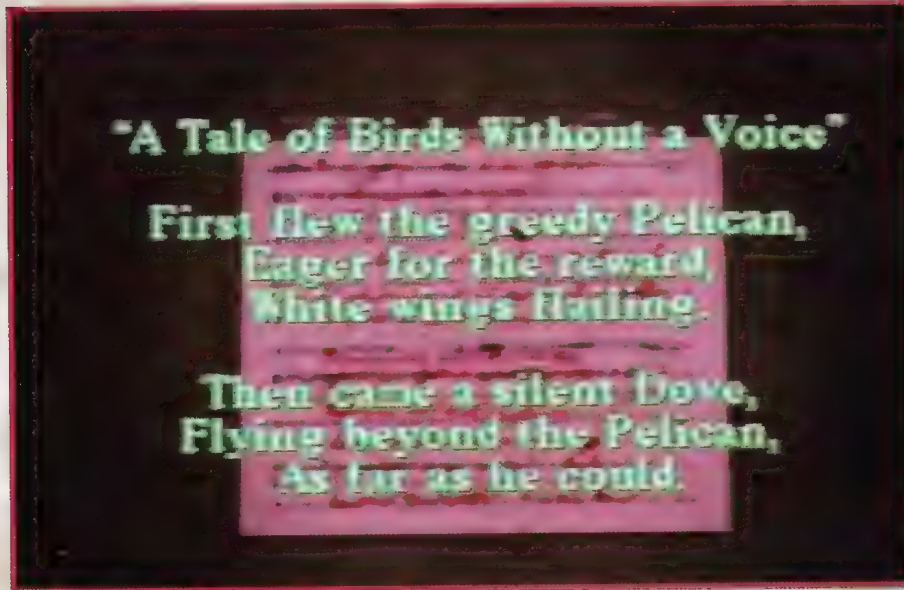 "A Tale of Birds Without a Voice"
First flew the greedy Pelican,
Eager for the reward,
White wings flailing.
Then came a silent Dove,
Flying beyond the Pelican,
As far as he could.